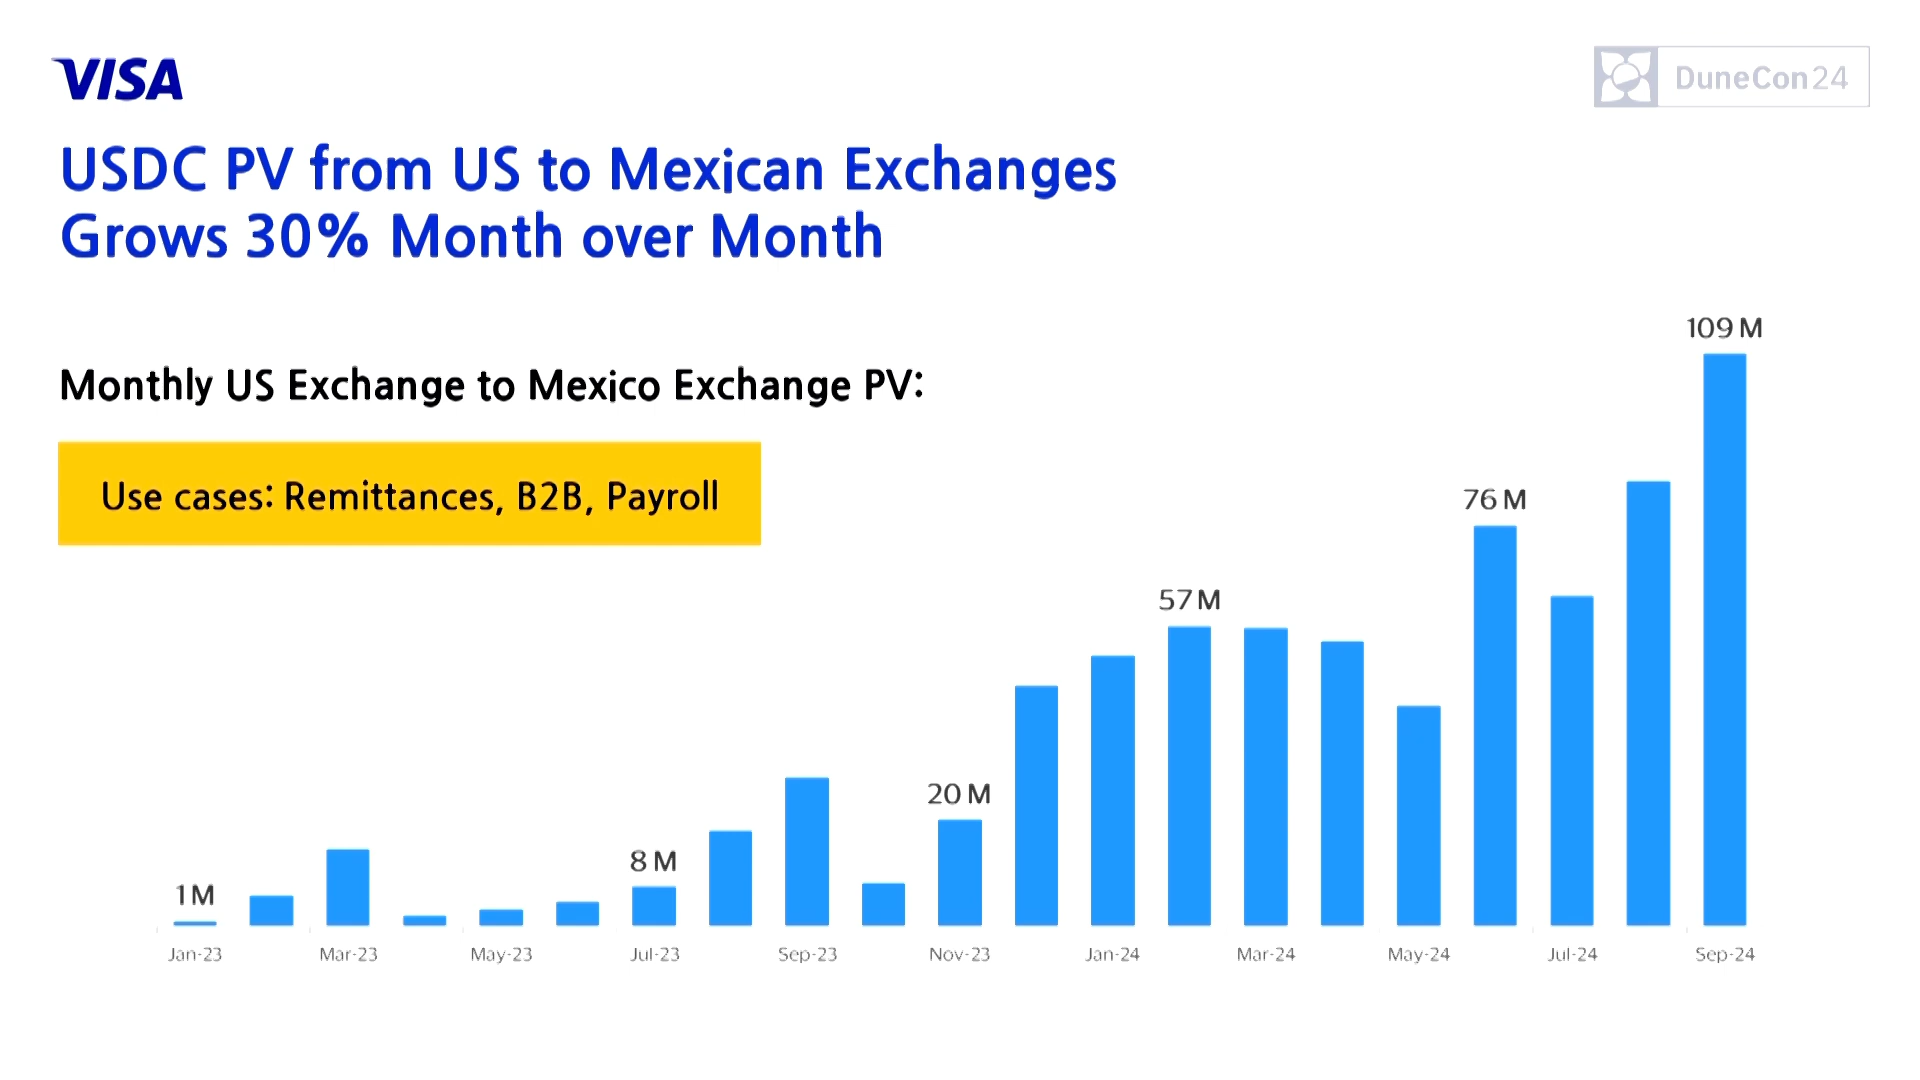 VISA
DuneCon24
USDC PV from US to Mexican Exchanges
Grows 30% Month over Month
Monthly US Exchange to Mexico Exchange PV:
Use cases: Remittances, B2B, Payroll
1 M
8 M
20 M
57 M
76 M
109 M
Jan-23
Mar-23
May-23
Jul-23
Sep-23
Nov-23
Jan-24
Mar-24
May-24
Jul-24
Sep-24